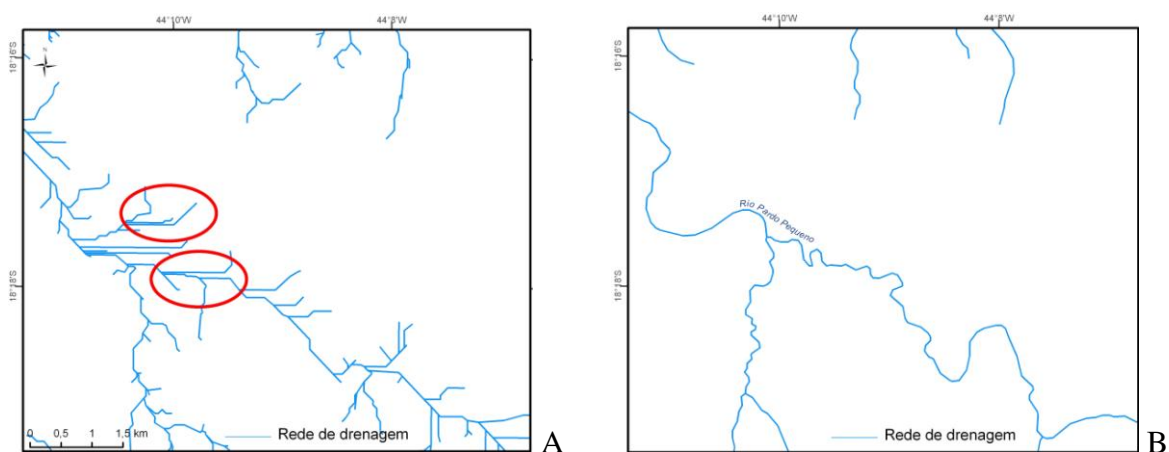 44°10'W 44°8'W
18°16'S
18°18'S
0 0,5 1 1,5 km
Rede de drenagem
A
44°10'W 44°8'W
18°16'S
Rio Pardo Pequeno
18°18'S
Rede de drenagem
B